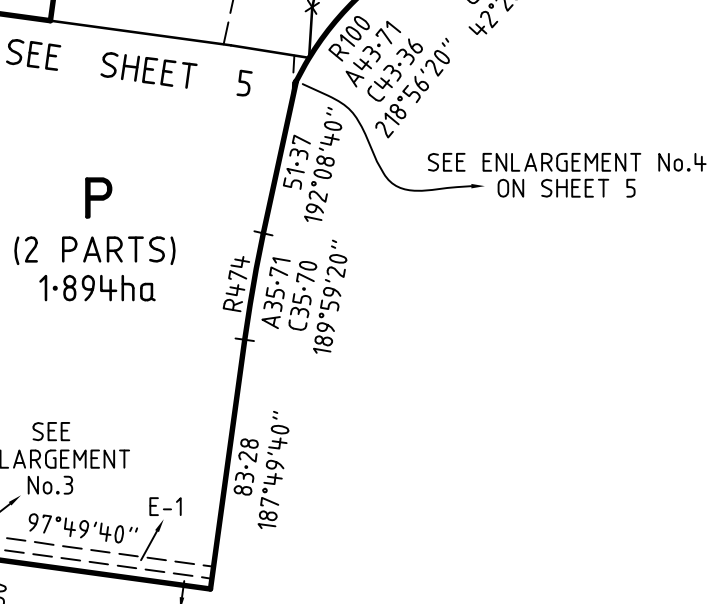 R100
A43·71
C43·36
218°56'20"
SEE SHEET 5
51·37
192°08'40"
SEE ENLARGEMENT No.4
ON SHEET 5
P
(2 PARTS)
1·894ha
R474
A35·71
C35·70
189°59'20"
83·28
187°49'40"
SEE
LARGEMENT
No.3
E-1
97°49'40"